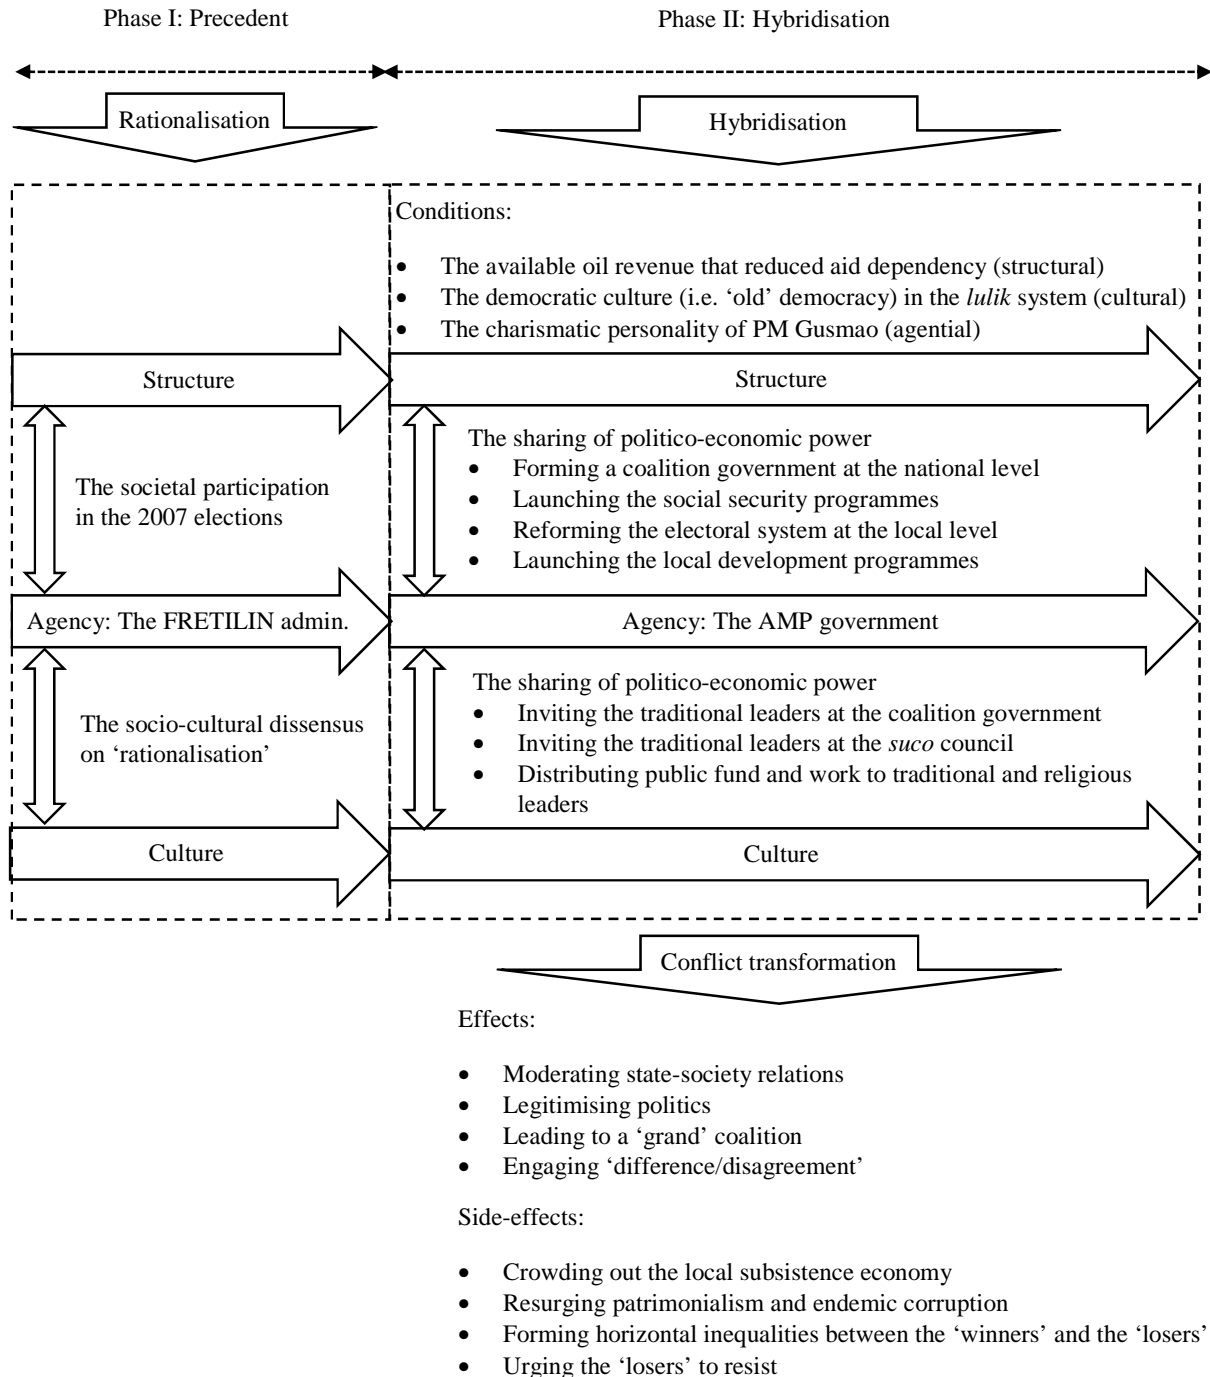 Phase I: Precedent
Phase II: Hybridisation
Rationalisation
Hybridisation
Conditions:
• The available oil revenue that reduced aid dependency (structural)
• The democratic culture (i.e. ‘old’ democracy) in the lulik system (cultural)
• The charismatic personality of PM Gusmao (agential)
Structure
Structure
The societal participation
in the 2007 elections
The sharing of politico-economic power
• Forming a coalition government at the national level
• Launching the social security programmes
• Reforming the electoral system at the local level
• Launching the local development programmes
Agency: The FRETILIN admin.
Agency: The AMP government
The socio-cultural dissensus
on ‘rationalisation’
The sharing of politico-economic power
• Inviting the traditional leaders at the coalition government
• Inviting the traditional leaders at the suco council
• Distributing public fund and work to traditional and religious
leaders
Culture
Culture
Conflict transformation
Effects:
• Moderating state-society relations
• Legitimising politics
• Leading to a ‘grand’ coalition
• Engaging ‘difference/disagreement’
Side-effects:
• Crowding out the local subsistence economy
• Resurging patrimonialism and endemic corruption
• Forming horizontal inequalities between the ‘winners’ and the ‘losers’
• Urging the ‘losers’ to resist